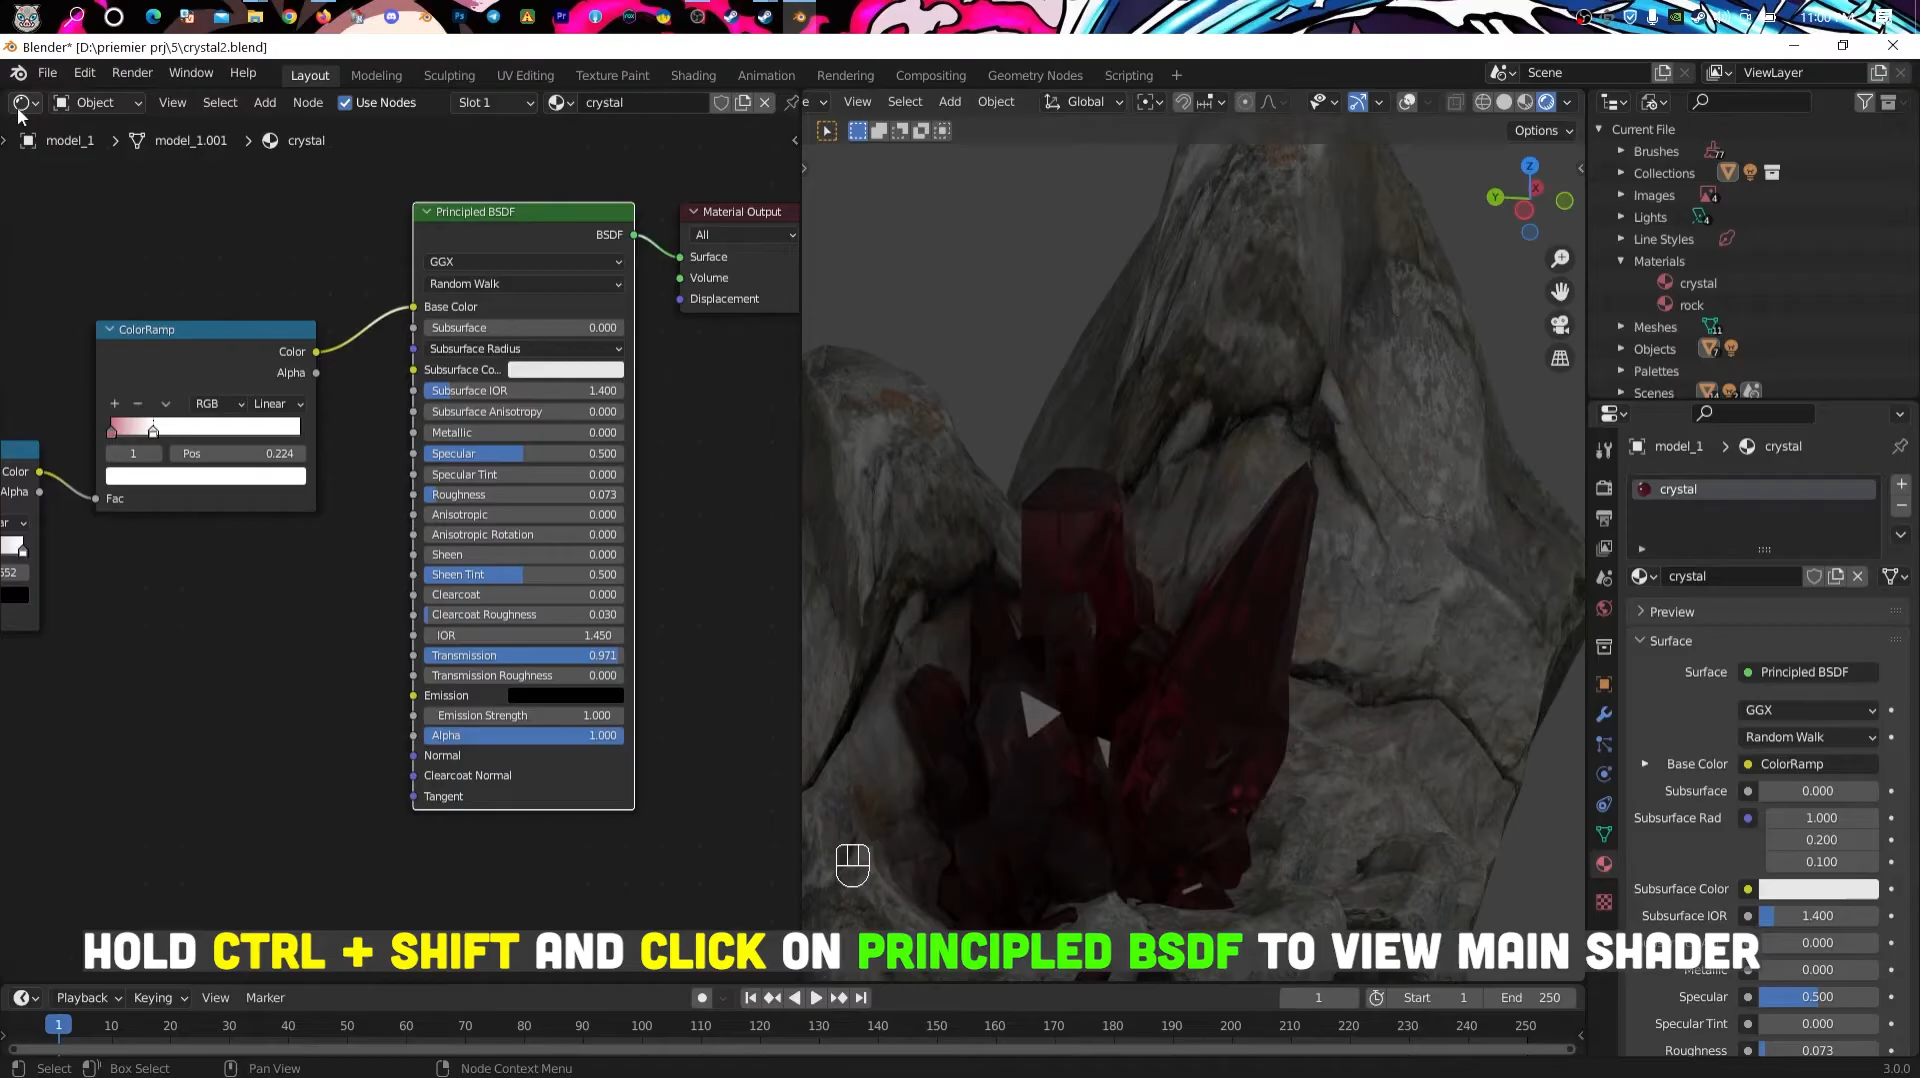 11:00 PM
Blender* [D:\priemier prj\5\crystal2.blend]
File Edit Render Window Help Layout Modeling Sculpting UV Editing Texture Paint Shading Animation Rendering Compositing Geometry Nodes Scripting + Scene ViewLayer
Object View Select Add Node Use Nodes Slot 1 crystal View Select Add Object Global
Options
model_1 > model_1.001 > crystal
Principled BSDF
BSDF
GGX
Random Walk
Base Color
Subsurface 0.000
Subsurface Radius
Subsurface Co...
Subsurface IOR 1.400
Subsurface Anisotropy 0.000
Metallic 0.000
Specular 0.500
Specular Tint 0.000
Roughness 0.073
Anisotropic 0.000
Anisotropic Rotation 0.000
Sheen 0.000
Sheen Tint 0.500
Clearcoat 0.000
Clearcoat Roughness 0.030
IOR 1.450
Transmission 0.971
Transmission Roughness 0.000
Emission
Emission Strength 1.000
Alpha 1.000
Normal
Clearcoat Normal
Tangent
Material Output
All
Surface
Volume
Displacement
ColorRamp
Color
Alpha
+ - RGB Linear
1 Pos 0.224
Fac
Color
Alpha
ar
552
X
Y
Z
Current File
Brushes 77
Collections
Images 4
Lights 4
Line Styles
Materials
crystal
rock
Meshes 11
Objects 7
Palettes
Scenes
model_1 > crystal
crystal
crystal
Preview
Surface
Surface Principled BSDF
GGX
Random Walk
Base Color ColorRamp
Subsurface 0.000
Subsurface Rad 1.000
0.200
0.100
Subsurface Color
Subsurface IOR 1.400
0.000
Metallic 0.000
Specular 0.500
Specular Tint 0.000
Roughness 0.073
HOLD CTRL + SHIFT AND CLICK ON PRINCIPLED BSDF TO VIEW MAIN SHADER
Playback Keying View Marker 1 Start 1 End 250
1 10 20 30 40 50 60 70 80 90 100 110 120 130 140 150 160 170 180 190 200 210 220 230 240 250
Select Box Select Pan View Node Context Menu 3.0.0